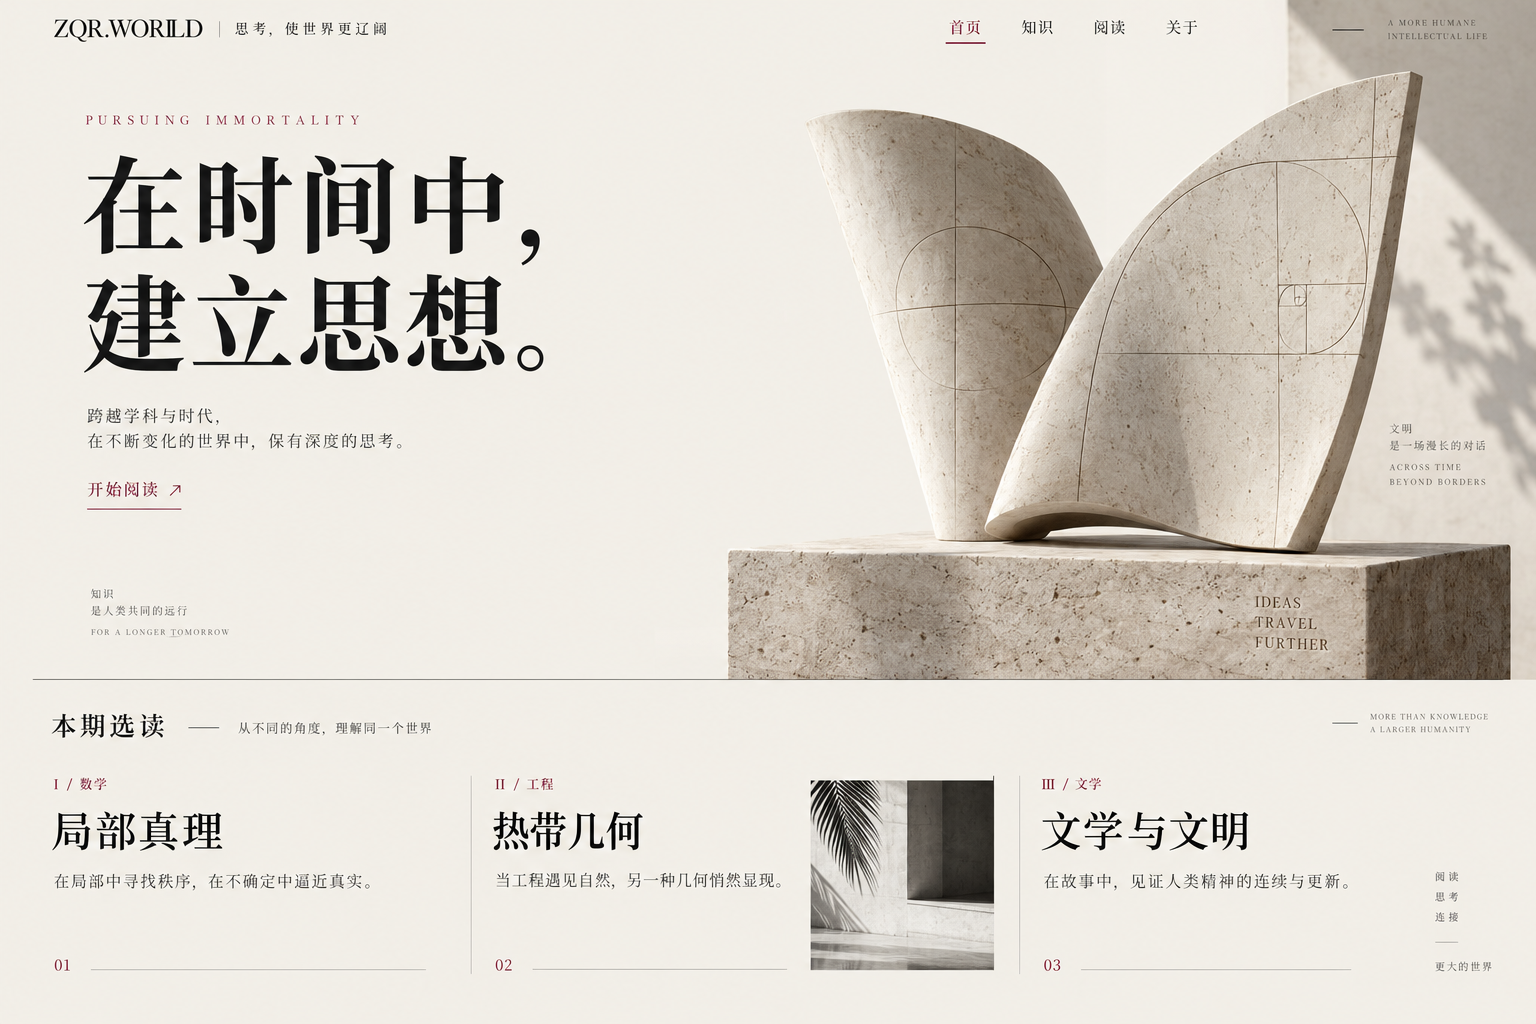 ZQR.WORLD
思考，使世界更辽阔
首页 知识 阅读 关于
A MORE HUMANE
INTELLECTUAL LIFE
PURSUING IMMORTALITY
在时间中，
建立思想。
跨越学科与时代，
在不断变化的世界中，保有深度的思考。
开始阅读 ↗
文明
是一场漫长的对话
ACROSS TIME
BEYOND BORDERS
知识
是人类共同的远行
FOR A LONGER TOMORROW
IDEAS
TRAVEL
FURTHER
本期选读 —— 从不同的角度，理解同一个世界
MORE THAN KNOWLEDGE
A LARGER HUMANITY
I / 数学
局部真理
在局部中寻找秩序，在不确定中逼近真实。
01
II / 工程
热带几何
当工程遇见自然，另一种几何悄然显现。
02
III / 文学
文学与文明
在故事中，见证人类精神的连续与更新。
03
阅读
思考
连接
更大的世界